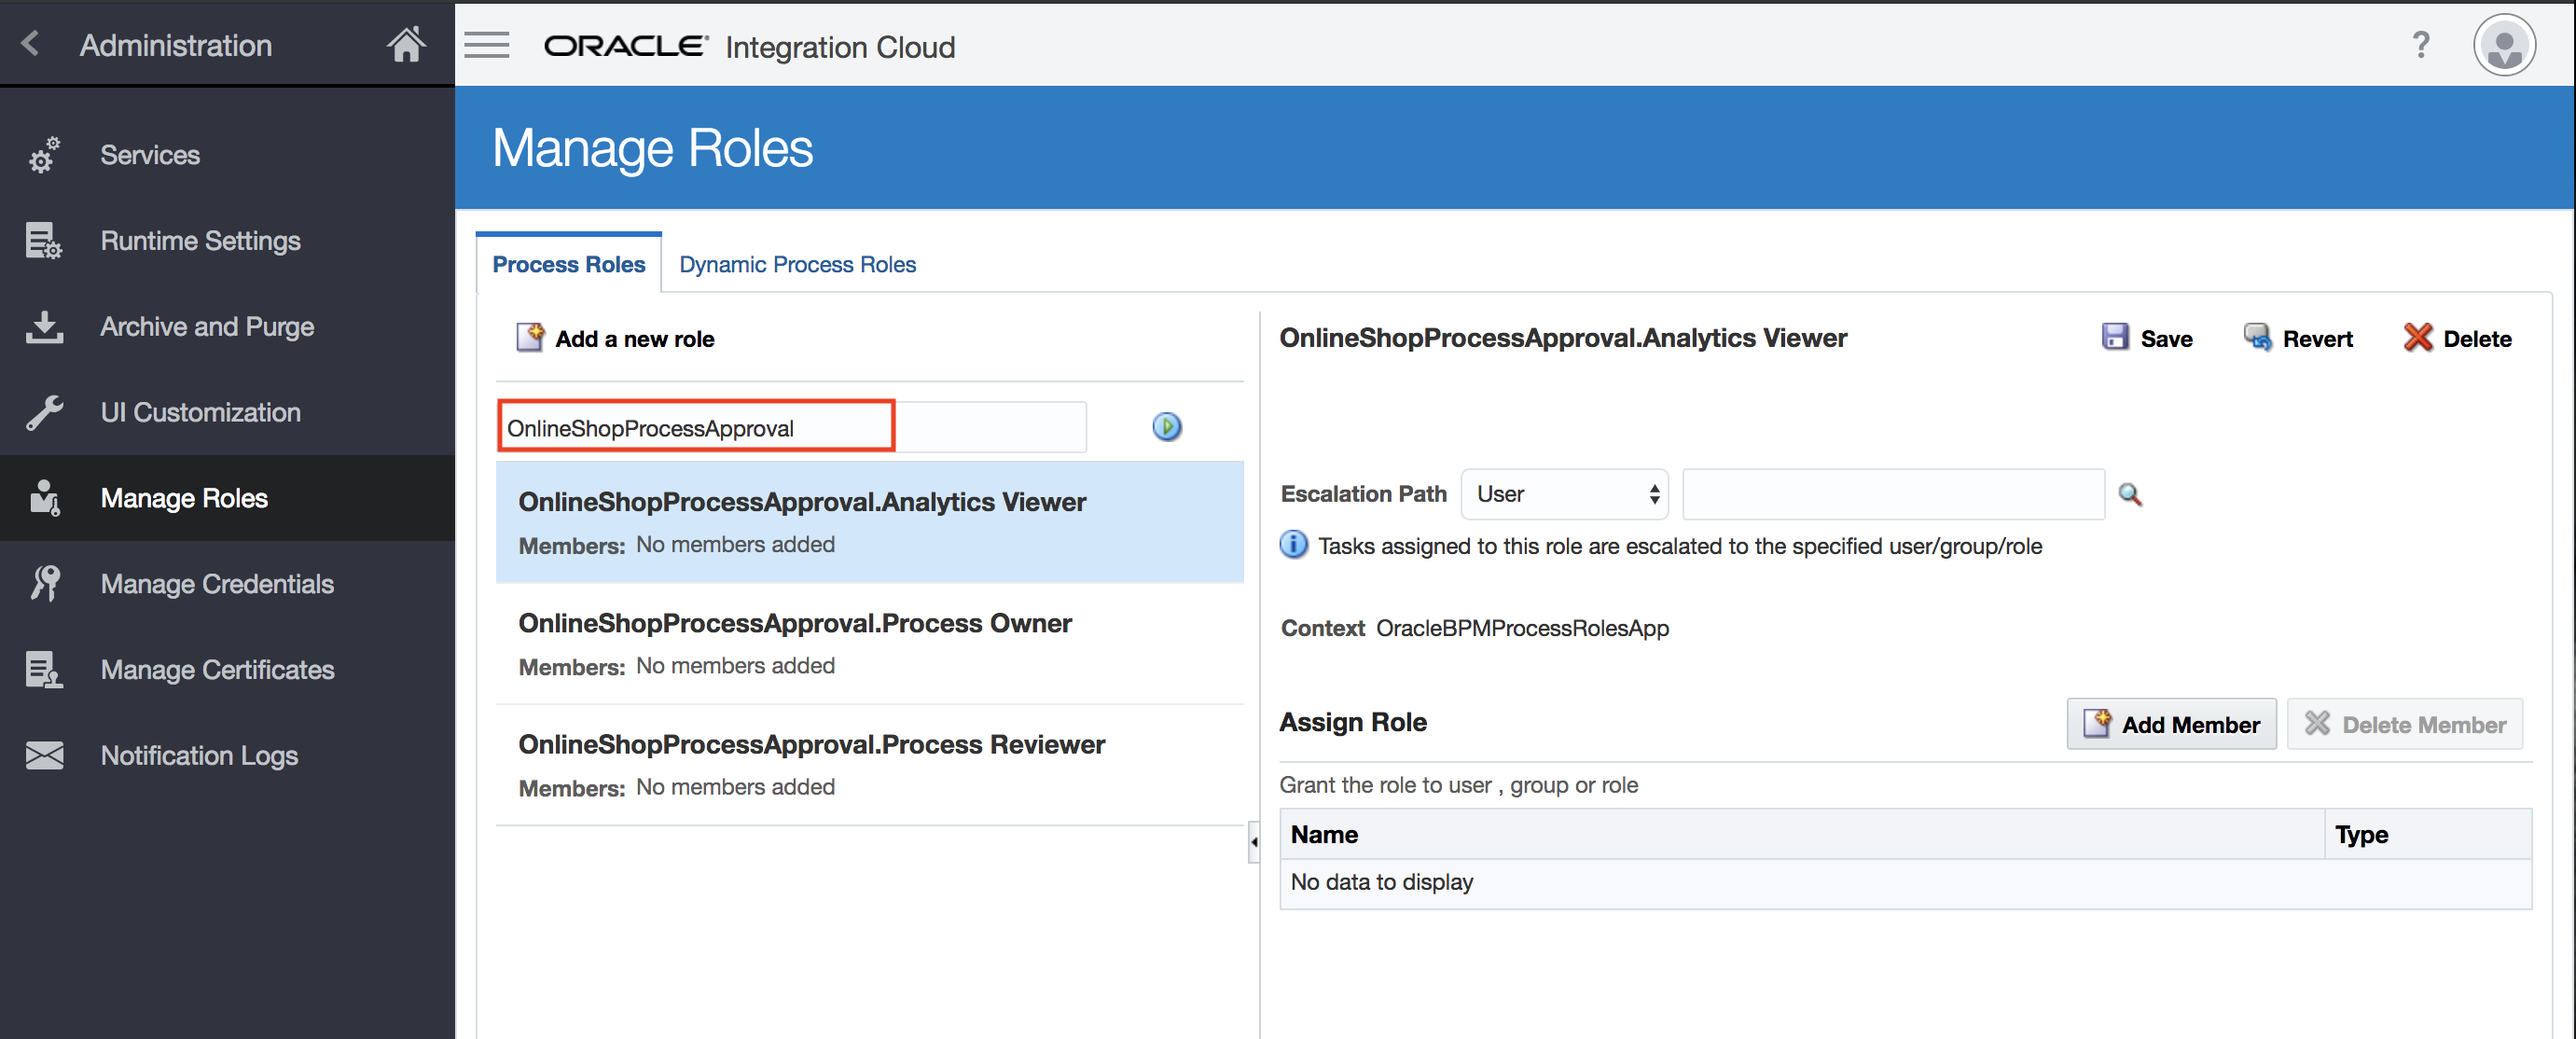 Administration
ORACLE® Integration Cloud
?
Services
Runtime Settings
Archive and Purge
UI Customization
Manage Roles
Manage Credentials
Manage Certificates
Notification Logs
Manage Roles
Process Roles
Dynamic Process Roles
Add a new role
OnlineShopProcessApproval
OnlineShopProcessApproval.Analytics Viewer
Members: No members added
OnlineShopProcessApproval.Process Owner
Members: No members added
OnlineShopProcessApproval.Process Reviewer
Members: No members added
OnlineShopProcessApproval.Analytics Viewer
Save
Revert
Delete
Escalation Path User
Tasks assigned to this role are escalated to the specified user/group/role
Context OracleBPMProcessRolesApp
Assign Role
Add Member
Delete Member
Grant the role to user , group or role
Name Type
No data to display